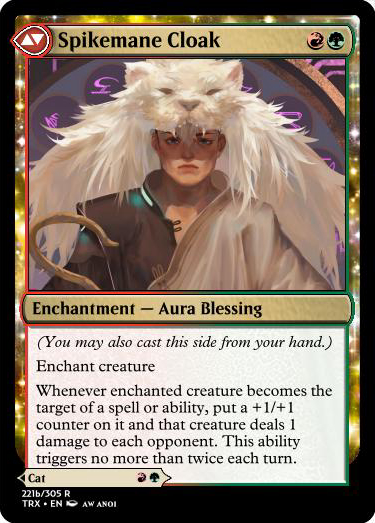 Spikemane Cloak
Enchantment — Aura Blessing
(You may also cast this side from your hand.)
Enchant creature
Whenever enchanted creature becomes the
target of a spell or ability, put a +1/+1
counter on it and that creature deals 1
damage to each opponent. This ability
triggers no more than twice each turn.
Cat
221b/305 R
TRX • EN AW ANOI